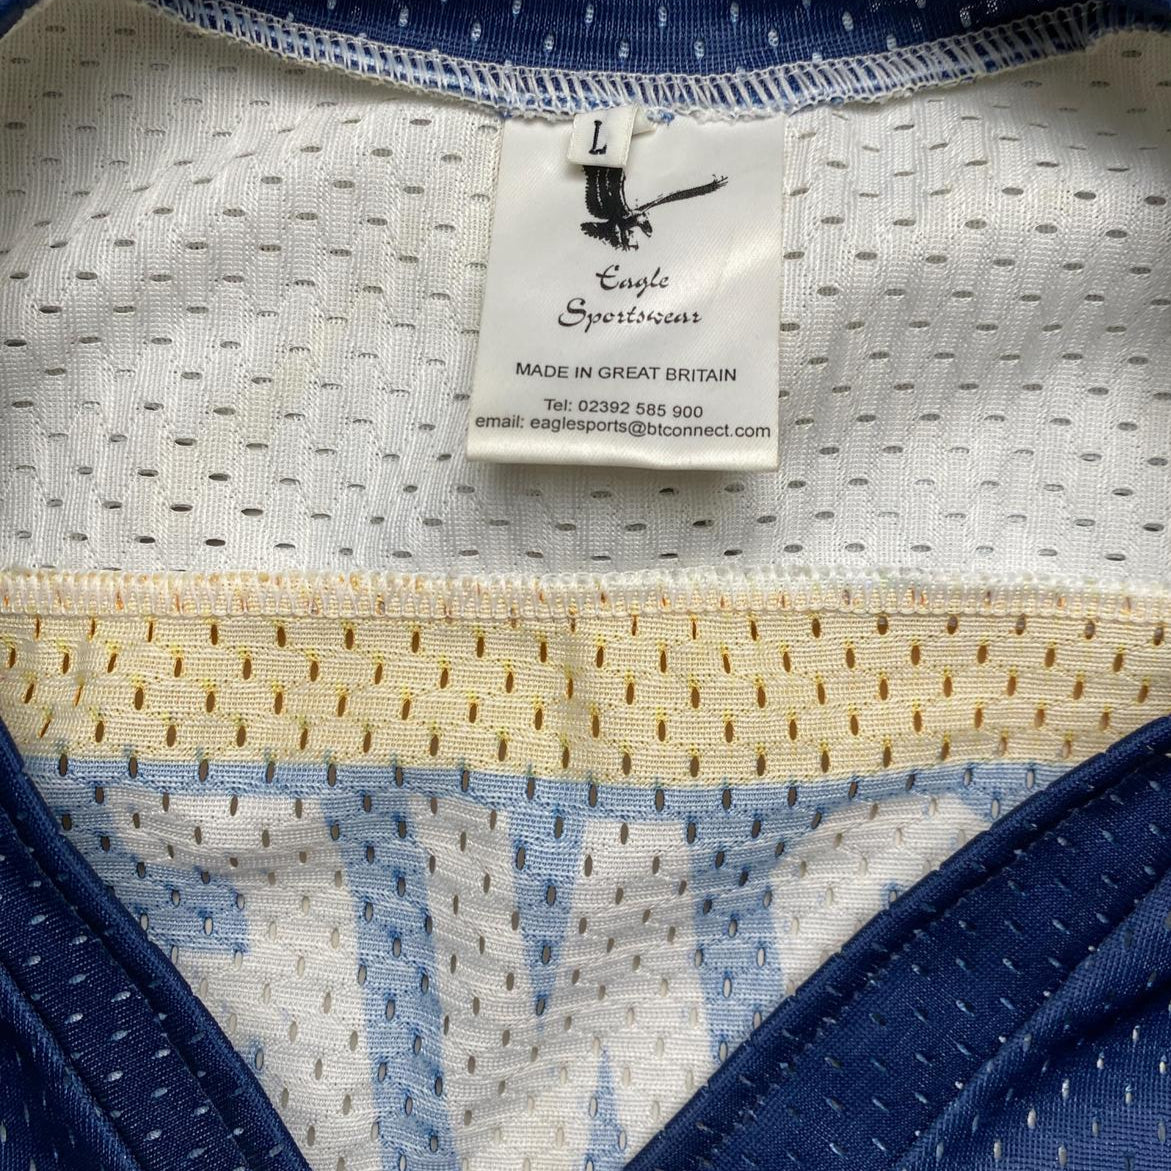 L
Eagle
Sportswear
MADE IN GREAT BRITAIN
Tel: 02392 585 900
email: eaglesports@btconnect.com